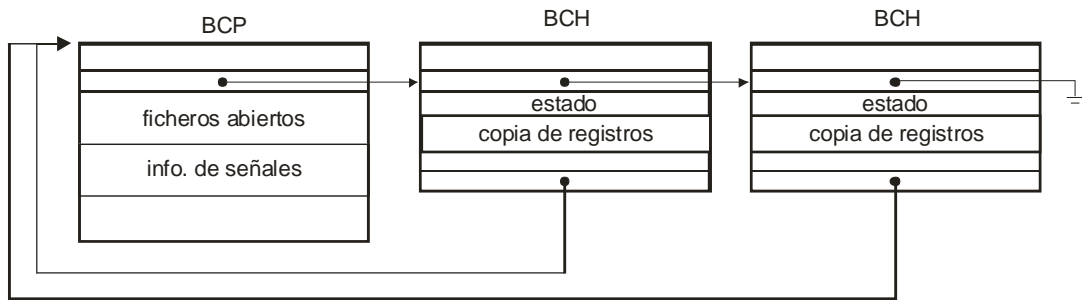 BCP
BCH
BCH
ficheros abiertos
info. de señales
estado
copia de registros
estado
copia de registros